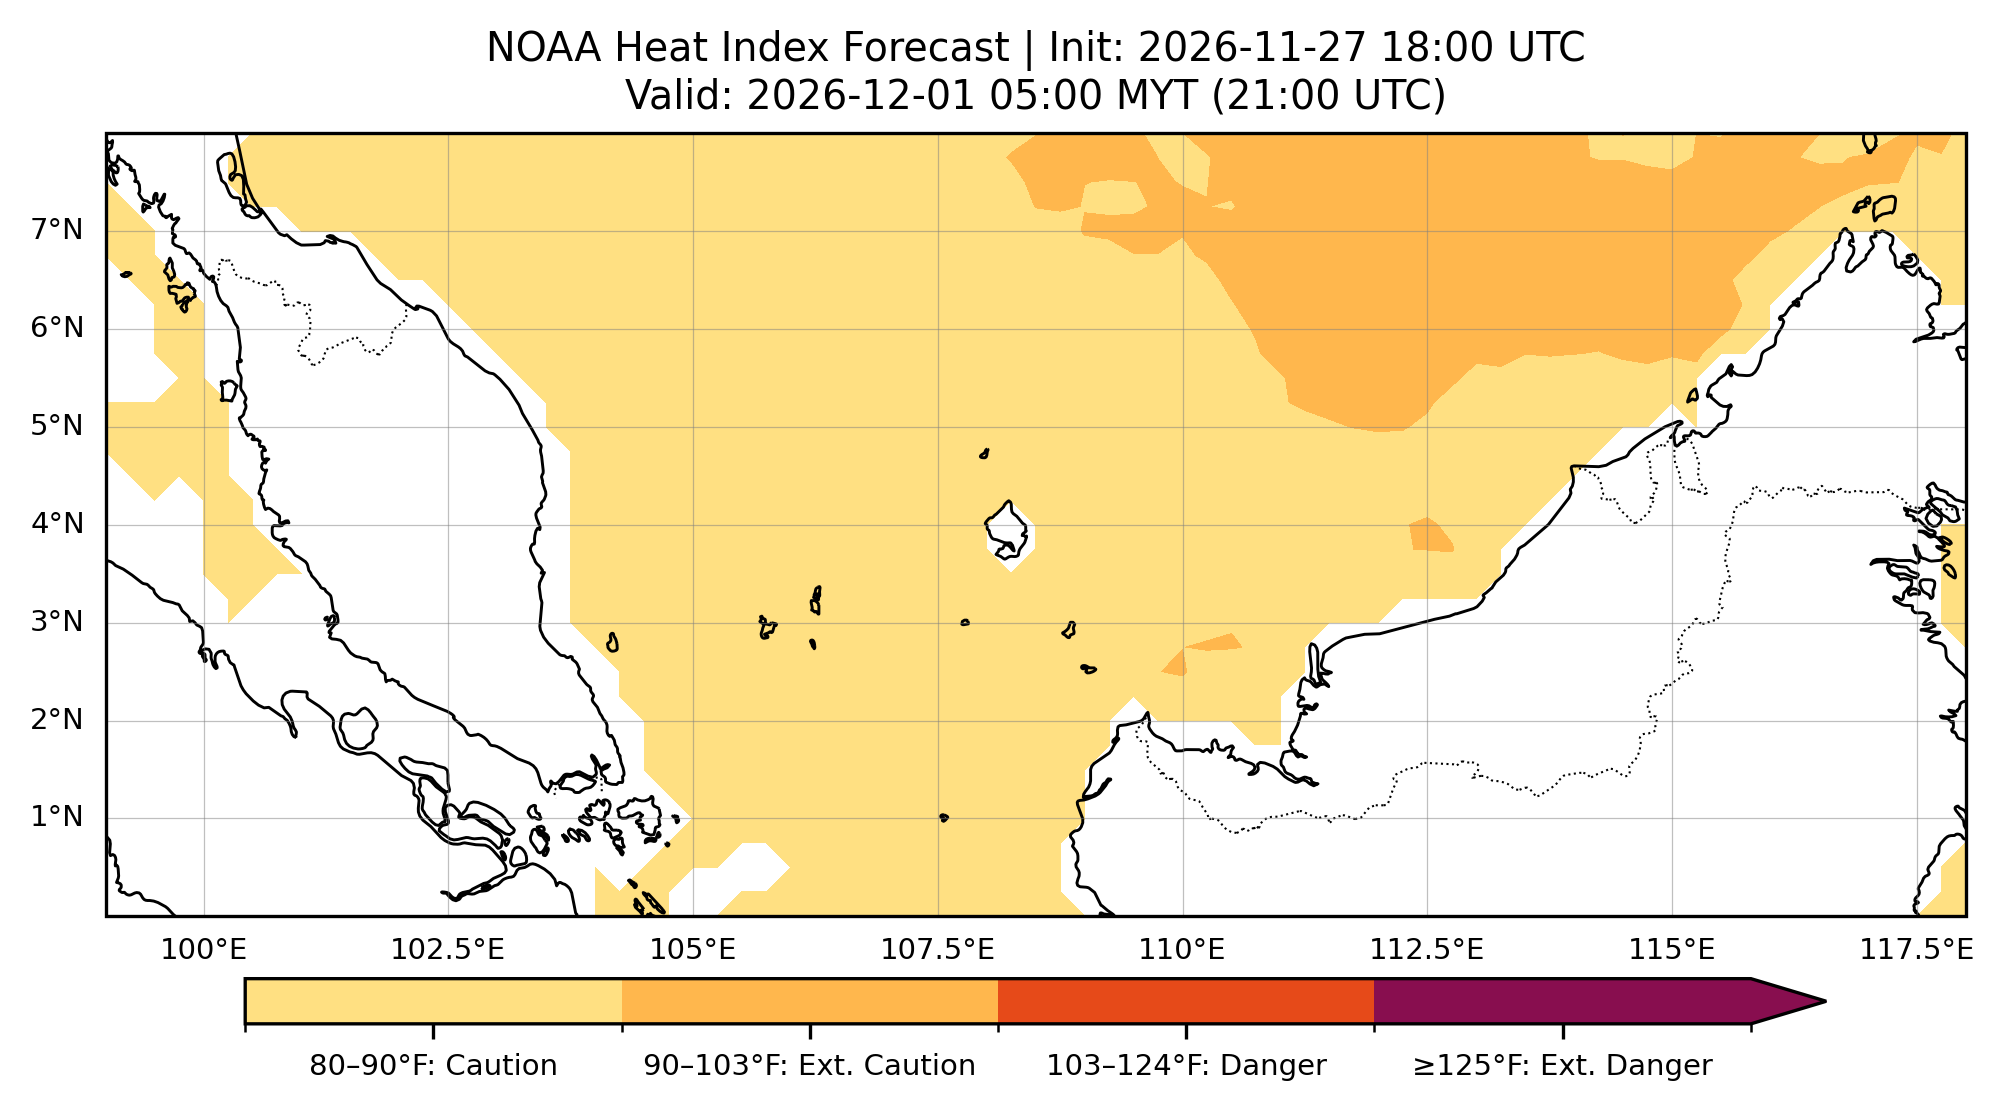 NOAA Heat Index Forecast | Init: 2026-11-27 18:00 UTC
Valid: 2026-12-01 05:00 MYT (21:00 UTC)
7°N
6°N
5°N
4°N
3°N
2°N
1°N
100°E 102.5°E 105°E 107.5°E 110°E 112.5°E 115°E 117.5°E
80–90°F: Caution 90–103°F: Ext. Caution 103–124°F: Danger ≥125°F: Ext. Danger